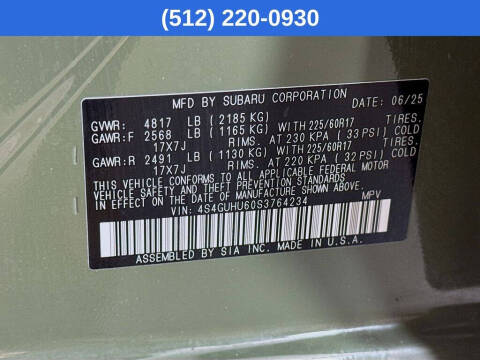 (512) 220-0930
MFD BY SUBARU CORPORATION DATE: 06/25
GVWR: 4817 LB (2185 KG)
GAWR:F 2568 LB (1165 KG) WITH 225/60R17 TIRES.
17X7J RIMS. AT 230 KPA (33 PSI) COLD
GAWR:R 2491 LB (1130 KG) WITH 225/60R17 TIRES.
17X7J RIMS. AT 220 KPA (32 PSI) COLD
THIS VEHICLE CONFORMS TO ALL APPLICABLE FEDERAL MOTOR
VEHICLE SAFETY AND THEFT PREVENTION STANDARDS
IN EFFECT ON THE DATE OF MANUFACTURE SHOWN ABOVE.
VIN: 4S4GUHU60S3764234 MPV
ASSEMBLED BY SIA INC. MADE IN U.S.A.